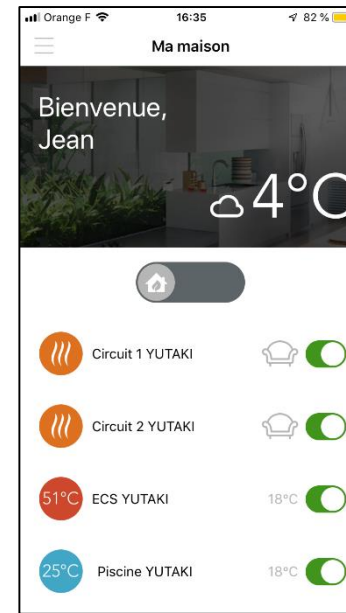 Orange F 16:35 82 %
Ma maison
Bienvenue,
Jean
4°C
Circuit 1 YUTAKI
Circuit 2 YUTAKI
51°C ECS YUTAKI 18°C
25°C Piscine YUTAKI 18°C